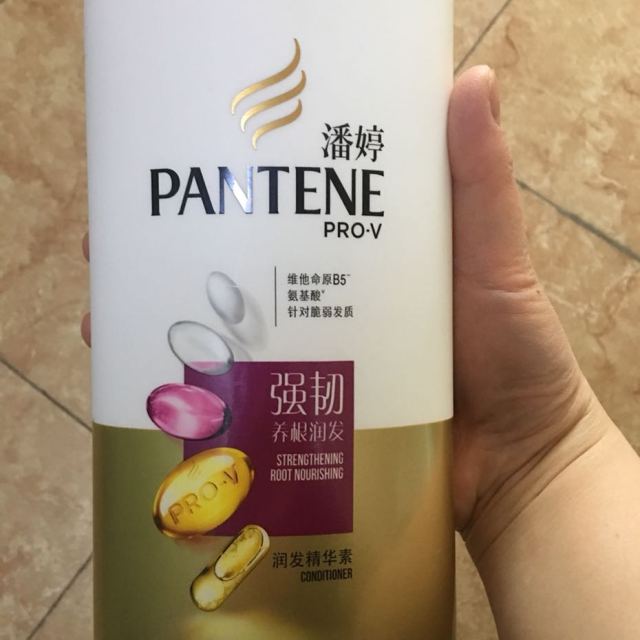 潘婷
PANTENE
PRO-V
维他命原B5~
氨基酸*
针对脆弱发质
强韧
养根润发
STRENGTHENING
ROOT NOURISHING
PRO-V
润发精华素
CONDITIONER